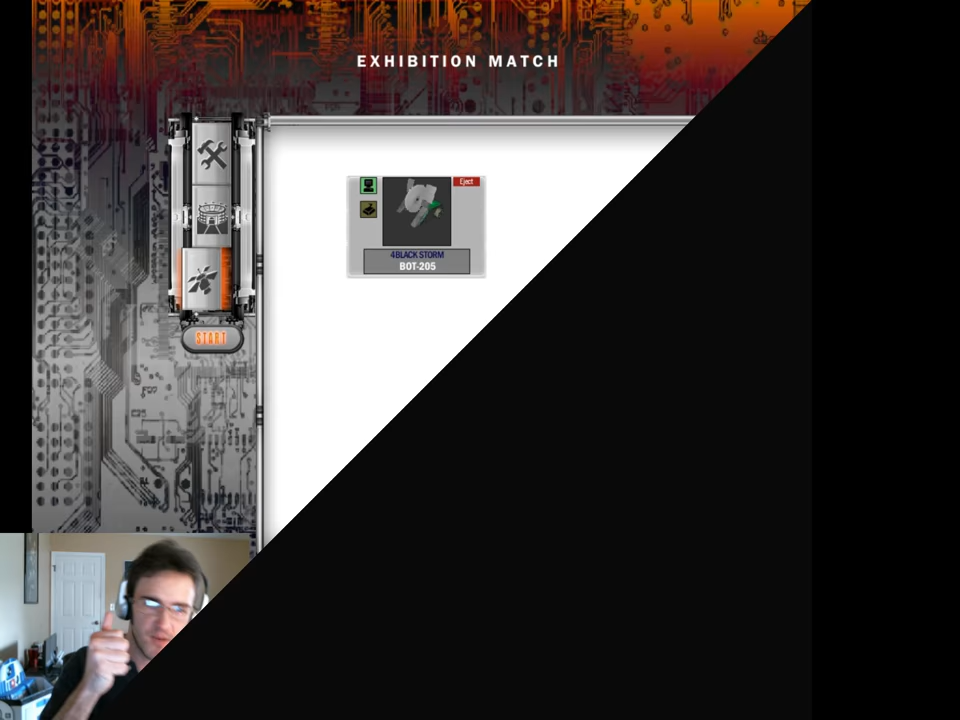 EXHIBITION MATCH
Eject
4BLACK STORM
BOT-205
START